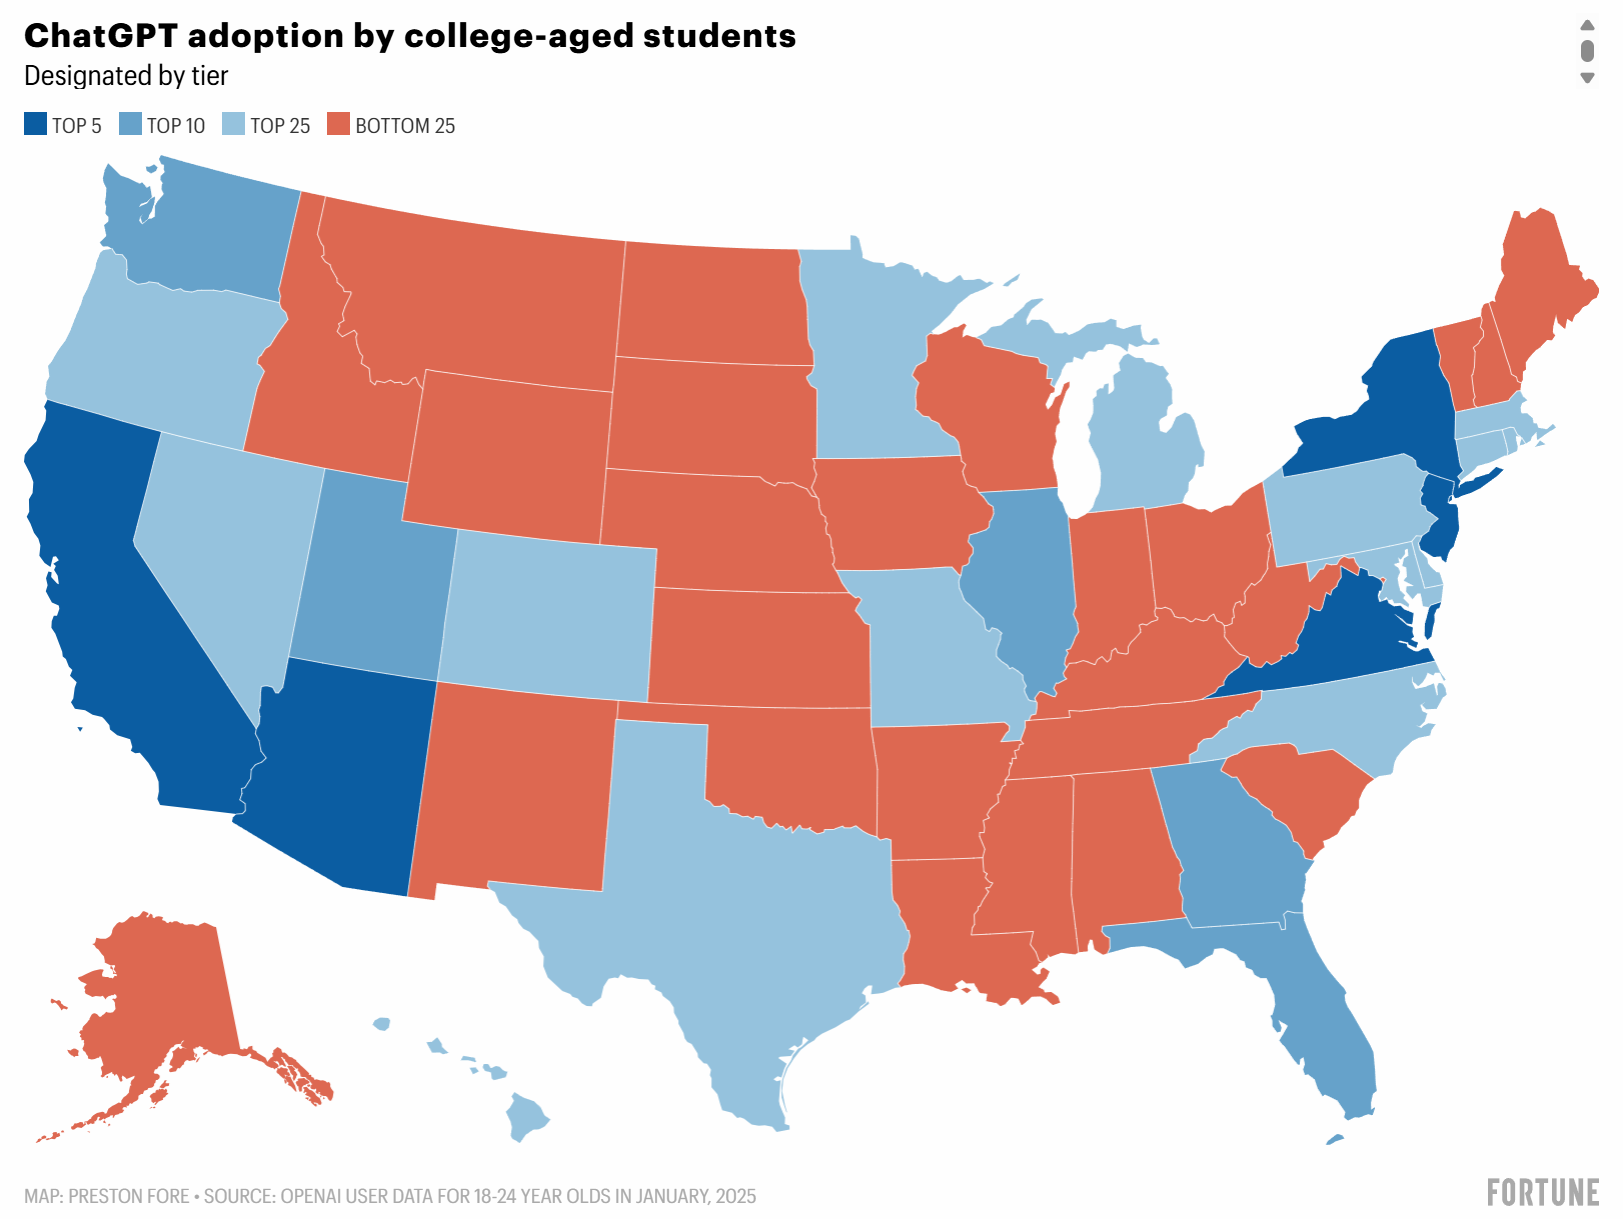 ChatGPT adoption by college-aged students
Designated by tier
TOP 5 TOP 10 TOP 25 BOTTOM 25
MAP: PRESTON FORE • SOURCE: OPENAI USER DATA FOR 18-24 YEAR OLDS IN JANUARY, 2025
FORTUNE